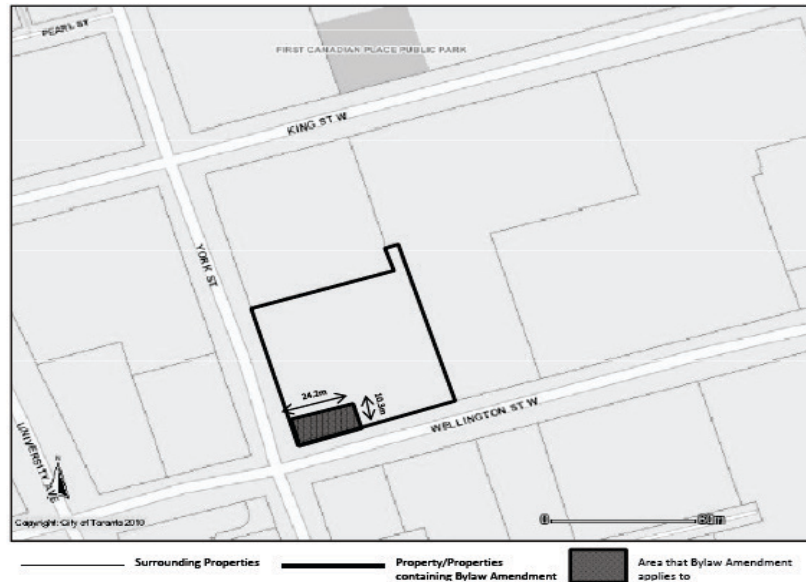 PEARL ST
FIRST CANADIAN PLACE PUBLIC PARK
KING ST W
YORK ST
24.2m
10.3m
WELLINGTON ST W
UNIVERSITY AVE
N
Copyright: City of Toronto 2010
0
Surrounding Properties
Property/Properties
containing Bylaw Amendment
Area that Bylaw Amendment
applies to